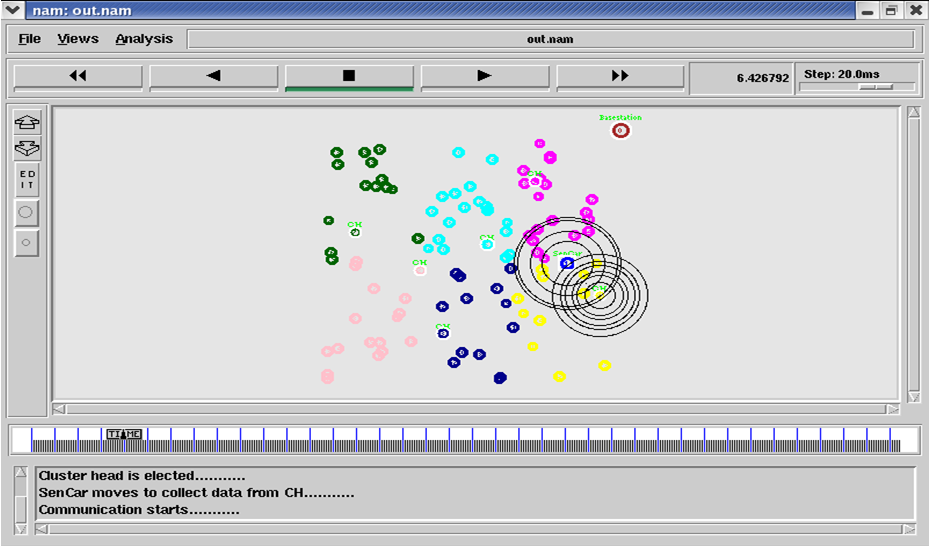 nam: out.nam
File Views Analysis out.nam
6.426792 Step: 20.0ms
E D
I T
Basestation
CH
CH
CH
SenCar
CH
CH
CH
TIME
Cluster head is elected...........
SenCar moves to collect data from CH...........
Communication starts...........